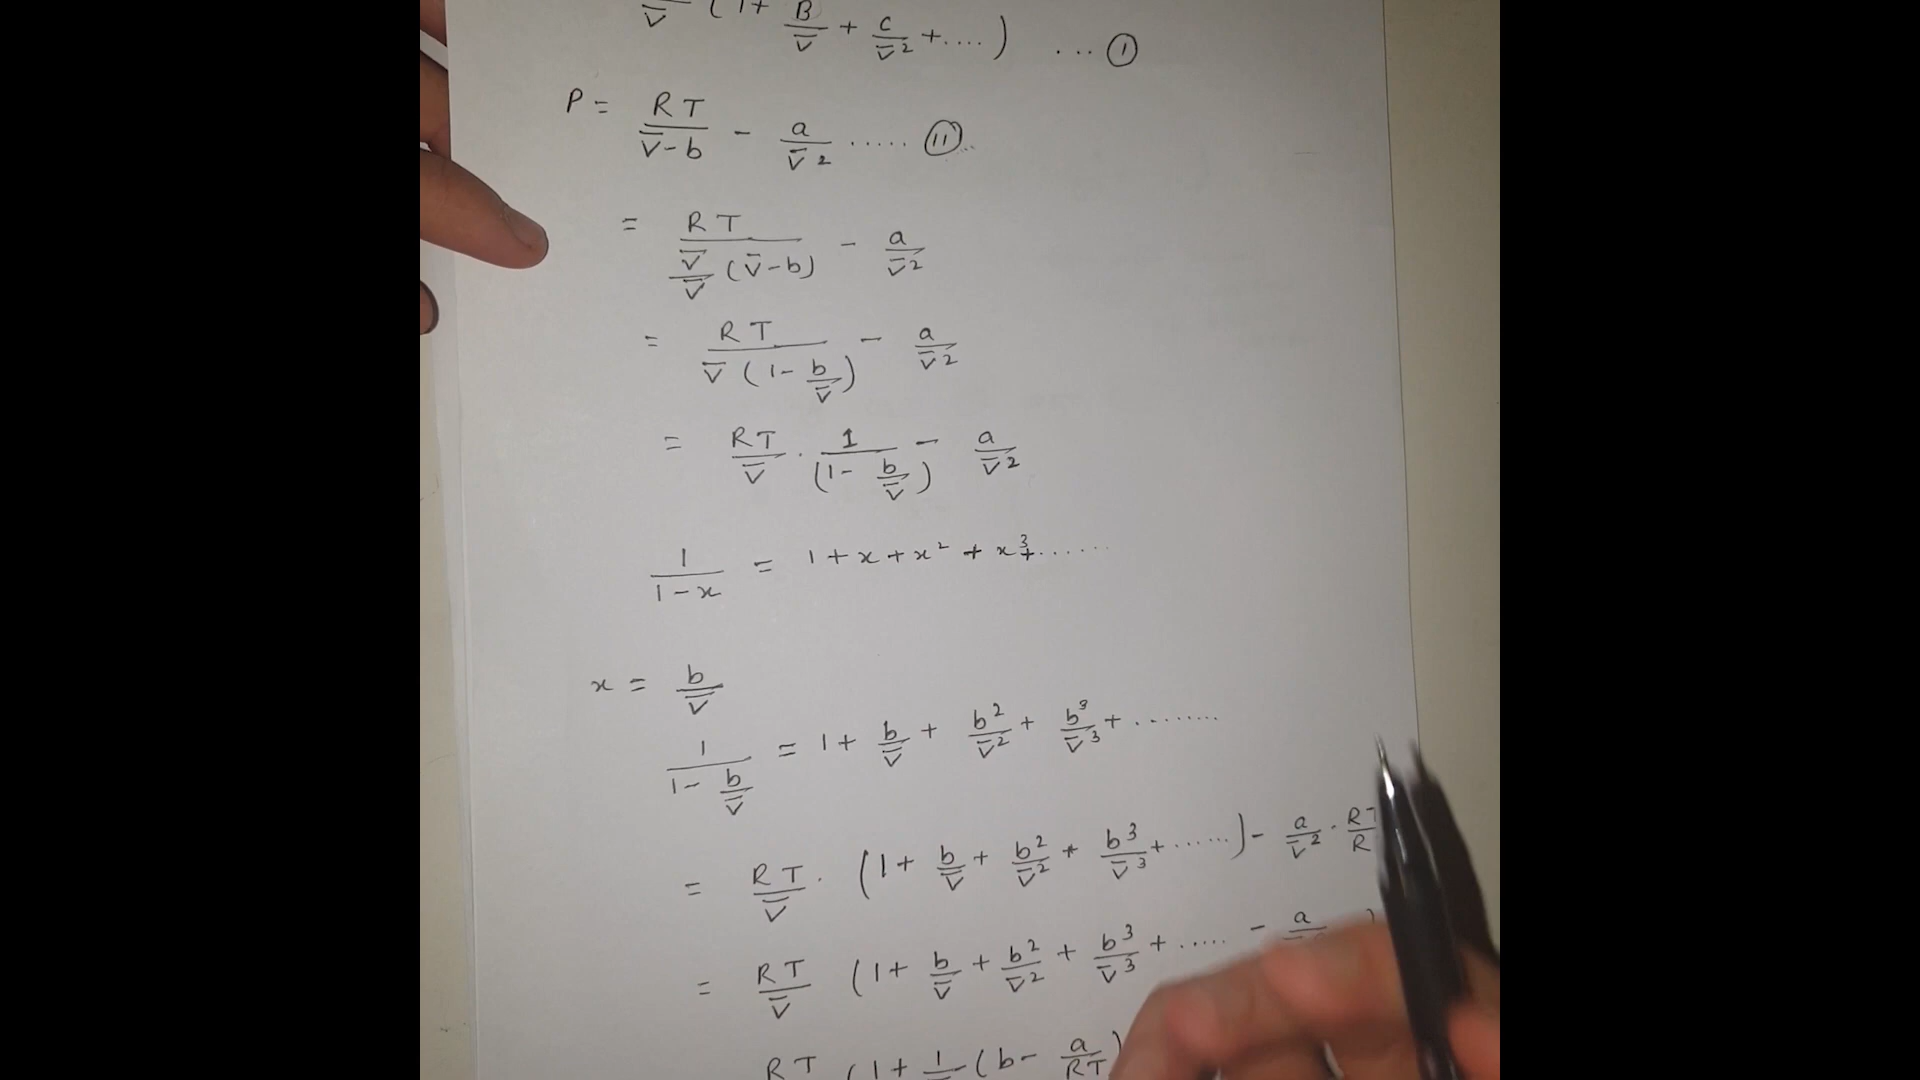 V̄ (1 + B/V̄ + C/V̄² + ....) ... ①
P = RT/(V̄ - b) - a/V̄² ..... ⑪
= RT/(V̄/V̄ (V̄ - b)) - a/V̄²
= RT/(V̄ (1 - b/V̄)) - a/V̄²
= RT/V̄ · 1/(1 - b/V̄) - a/V̄²
1/(1 - x) = 1 + x + x² + x³ + ......
x = b/V̄
1/(1 - b/V̄) = 1 + b/V̄ + b²/V̄² + b³/V̄³ + ........
= RT/V̄ · (1 + b/V̄ + b²/V̄² + b³/V̄³ + ......) - a/V̄² · RT/R
= RT/V̄ (1 + b/V̄ + b²/V̄² + b³/V̄³ + ..... - a )
RT (1 + 1/ (b - a/RT)